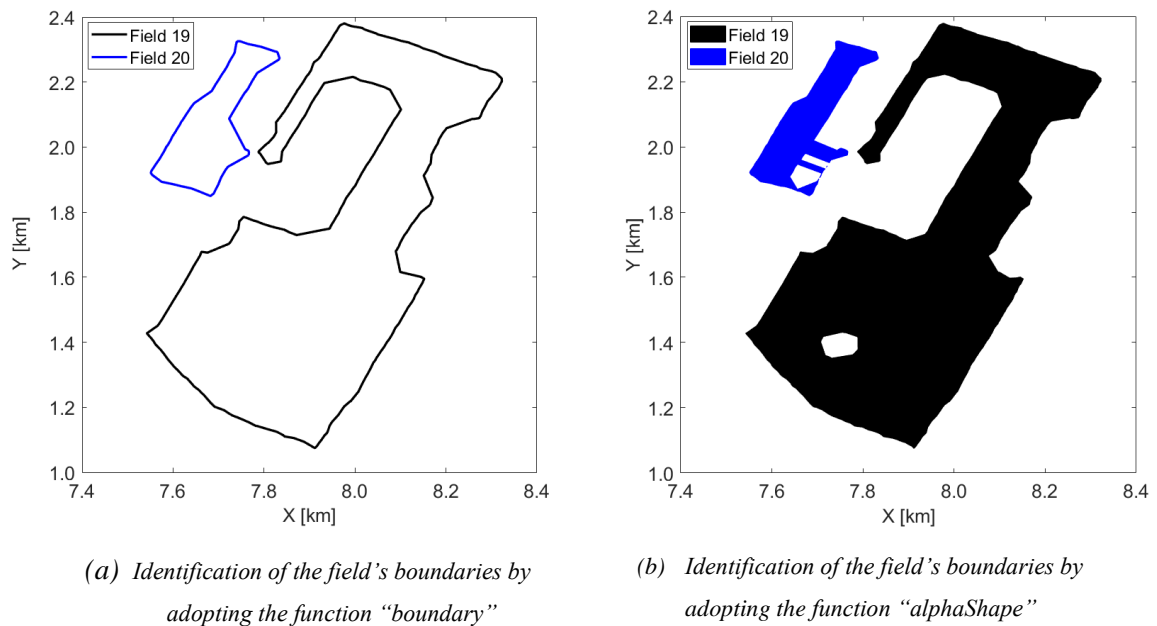 2.4
2.2
2.0
1.8
1.6
1.4
1.2
1.0
Y [km]
Field 19
Field 20
7.4 7.6 7.8 8.0 8.2 8.4
X [km]
2.4
2.2
2.0
1.8
1.6
1.4
1.2
1.0
Y [km]
Field 19
Field 20
7.4 7.6 7.8 8.0 8.2 8.4
X [km]
(a) Identification of the field’s boundaries by
adopting the function “boundary”
(b) Identification of the field’s boundaries by
adopting the function “alphaShape”